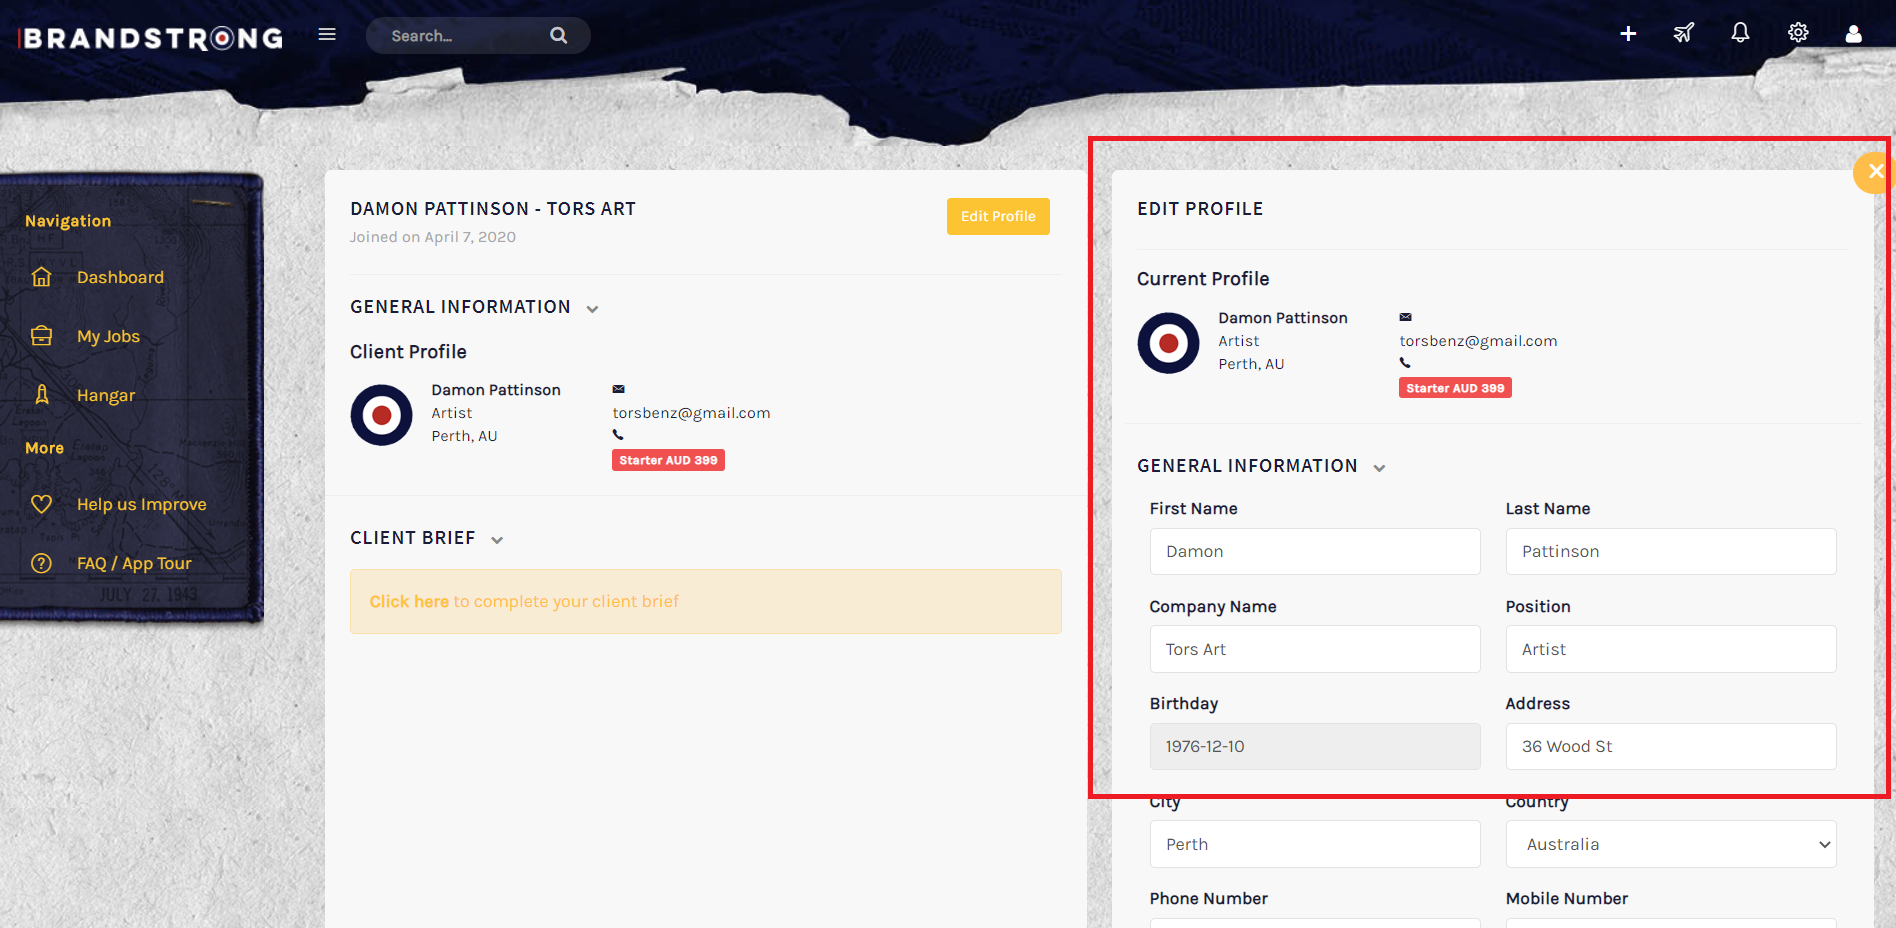 BRANDSTRONG
Search...
Navigation
Dashboard
My Jobs
Hangar
More
Help us Improve
FAQ / App Tour
JULY 27, 1943
DAMON PATTINSON - TORS ART
Joined on April 7, 2020
Edit Profile
GENERAL INFORMATION
Client Profile
Damon Pattinson
Artist
Perth, AU
torsbenz@gmail.com
Starter AUD 399
CLIENT BRIEF
Click here to complete your client brief
EDIT PROFILE
Current Profile
Damon Pattinson
Artist
Perth, AU
torsbenz@gmail.com
Starter AUD 399
GENERAL INFORMATION
First Name
Last Name
Damon
Pattinson
Company Name
Position
Tors Art
Artist
Birthday
Address
1976-12-10
36 Wood St
City
Country
Perth
Australia
Phone Number
Mobile Number